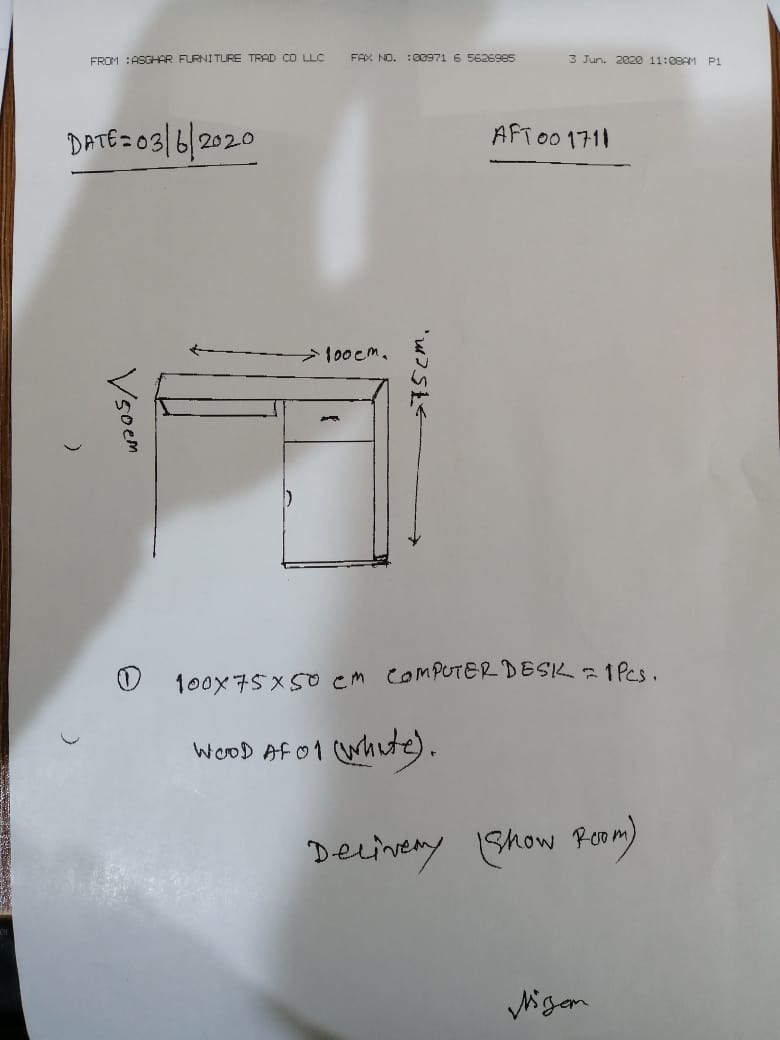 FROM :ASGHAR FURNITURE TRAD CO LLC FAX NO. :00971 6 5626985 3 Jun. 2020 11:08AM P1
DATE=03/6/2020 AFT001711
100cm.
75cm.
50cm
① 100X75X50 cm COMPUTER DESK = 1Pcs.
WOOD AF01 (White).
Delivery (Show Room)